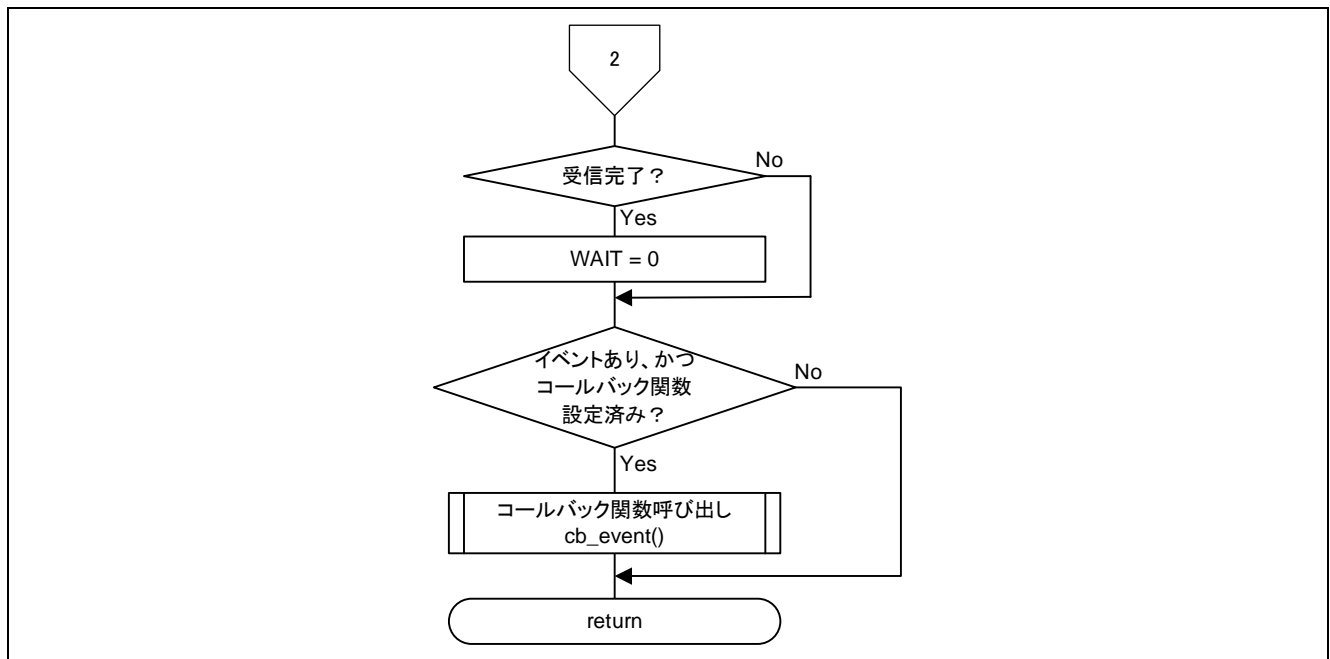 2
受信完了？
No
Yes
WAIT = 0
イベントあり、かつ
コールバック関数
設定済み？
No
Yes
コールバック関数呼び出し
cb_event()
return